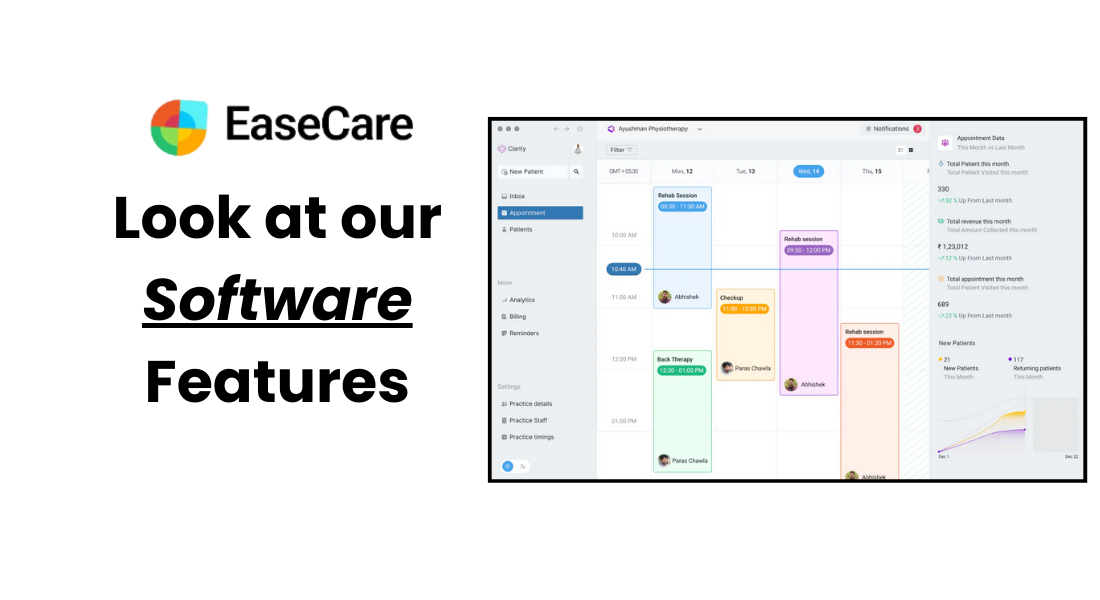 EaseCare
Look at our
Software
Features
Clarity
New Patient
Inbox
Appointment
Patients
More
Analytics
Billing
Reminders
Settings
Practice details
Practice Staff
Practice timings
Ayushman Physiotherapy
Notifications
3
Filter
GMT +0530
Mon, 12
Tue, 13
Wed, 14
Thu, 15
10:00 AM
10:40 AM
11:00 AM
12:00 PM
01:00 PM
Rehab Session
09:30 - 11:30 AM
Abhishek
Back Therapy
12:30 - 01:00 PM
Paras Chawla
Checkup
11:00 - 12:00 PM
Paras Chawla
Rehab session
09:50 - 12:00 PM
Abhishek
Rehab session
11:30 - 01:30 PM
Abhishek
Appointment Data
This Month vs Last Month
Total Patient this month
Total Patient Visited this month
330
32 % Up From Last month
Total revenue this month
Total Amount Collected this month
₹ 1,23,012
12 % Up From Last month
Total appointment this month
Total Patient Visited this month
689
22 % Up From Last month
New Patients
21
New Patients
This Month
117
Returning patients
This Month
Dec 1
Dec 22